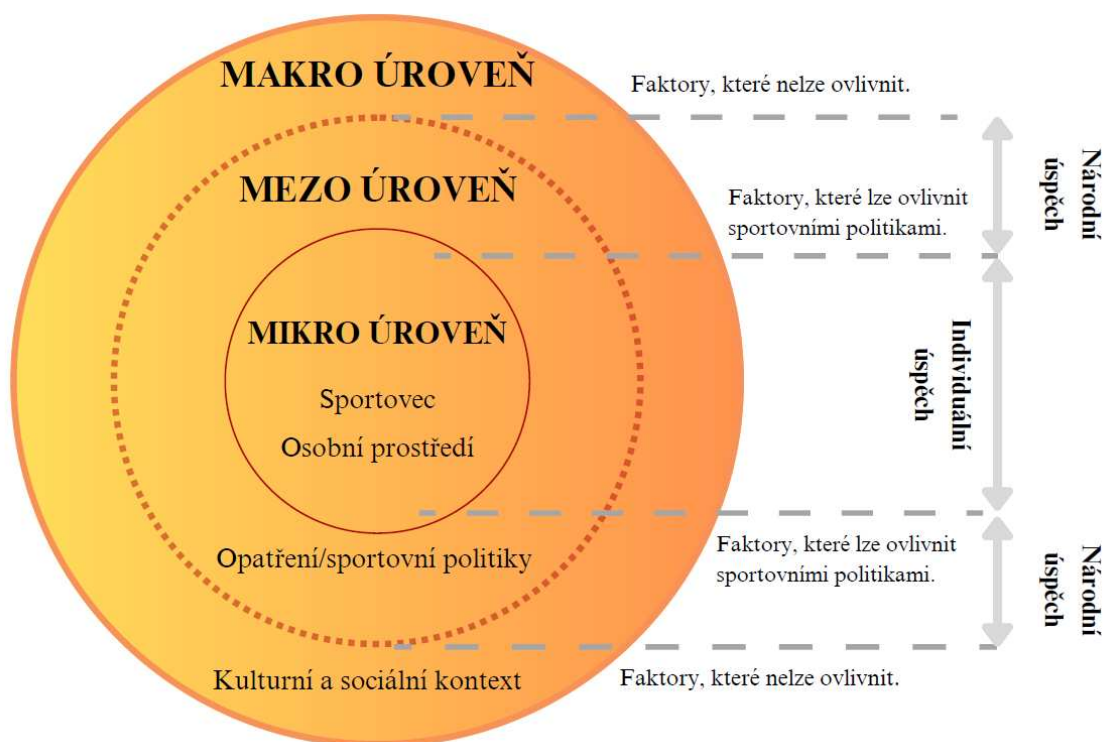 MAKRO ÚROVEŇ
Faktory, které nelze ovlivnit.
MEZO ÚROVEŇ
Faktory, které lze ovlivnit
sportovními politikami.
Národní
úspěch
MIKRO ÚROVEŇ
Sportovec
Osobní prostředí
Individuální
úspěch
Opatření/sportovní politiky
Faktory, které lze ovlivnit
sportovními politikami.
Národní
úspěch
Kulturní a sociální kontext
Faktory, které nelze ovlivnit.